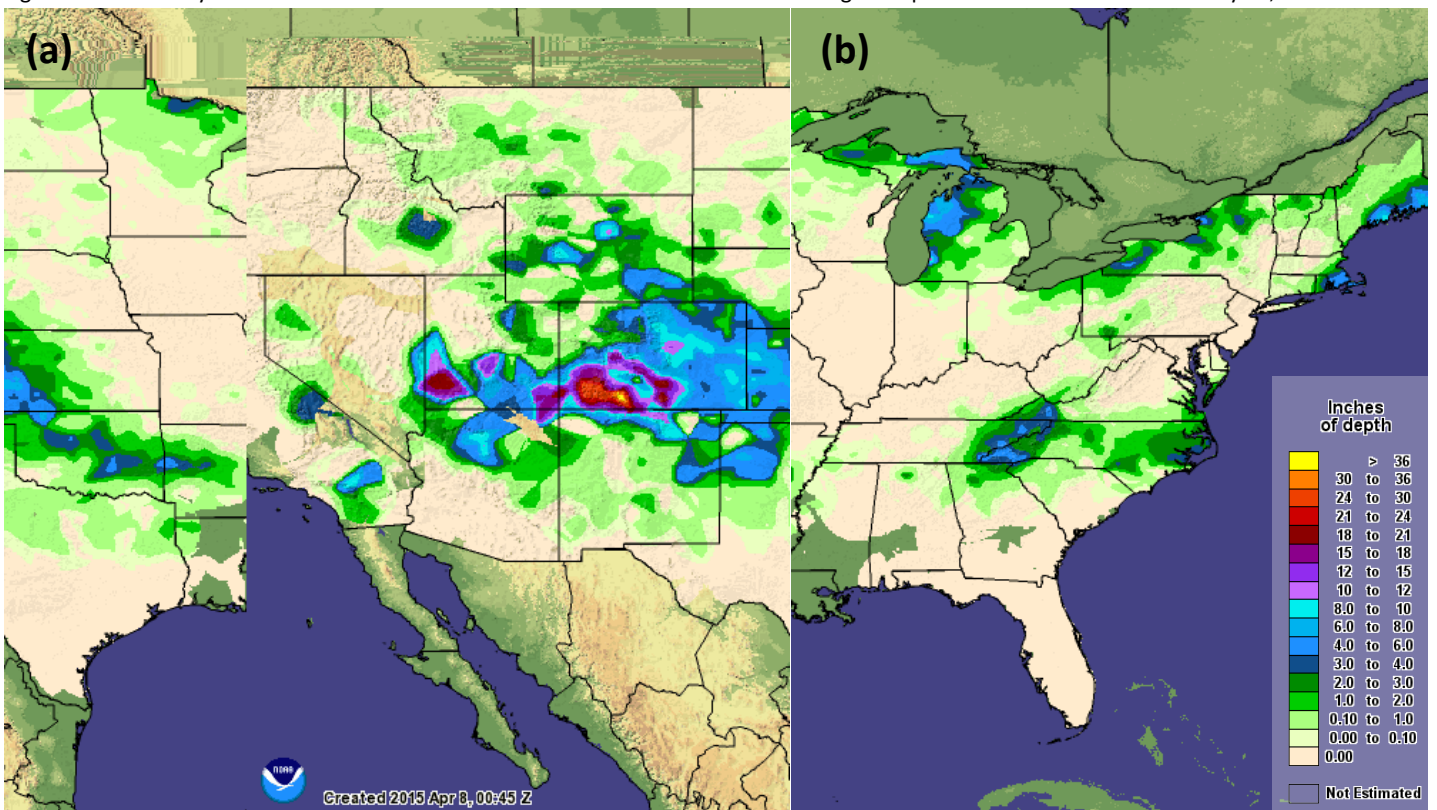 (a)
(b)
Inches
of depth
> 36
30 to 36
24 to 30
21 to 24
18 to 21
15 to 18
12 to 15
10 to 12
8.0 to 10
6.0 to 8.0
4.0 to 6.0
3.0 to 4.0
2.0 to 3.0
1.0 to 2.0
0.10 to 1.0
0.00 to 0.10
0.00
Not Estimated
NOAA
Created 2015 Apr 8, 00:45 Z